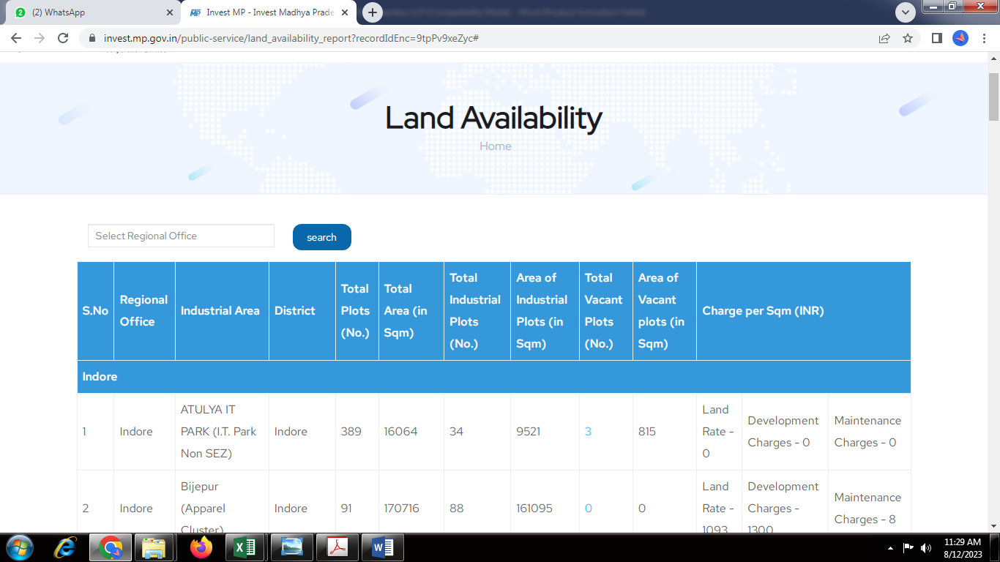 (2) WhatsApp
Invest MP - Invest Madhya Prade
invest.mp.gov.in/public-service/land_availability_report?recordIdEnc=9tpPv9xeZyc#
Land Availability
Home
Select Regional Office
search
S.No
Regional
Office
Industrial Area
District
Total
Plots
(No.)
Total
Area (in
Sqm)
Total
Industrial
Plots
(No.)
Area of
Industrial
Plots (in
Sqm)
Total
Vacant
Plots
(No.)
Area of
Vacant
plots (in
Sqm)
Charge per Sqm (INR)
Indore
1
Indore
ATULYA IT
PARK (I.T. Park
Non SEZ)
Indore
389
16064
34
9521
3
815
Land
Rate -
0
Development
Charges - 0
Maintenance
Charges - 0
2
Indore
Bijepur
(Apparel
Cluster)
Indore
91
170716
88
161095
0
0
Land
Rate -
1093
Development
Charges -
1300
Maintenance
Charges - 8
11:29 AM
8/12/2023